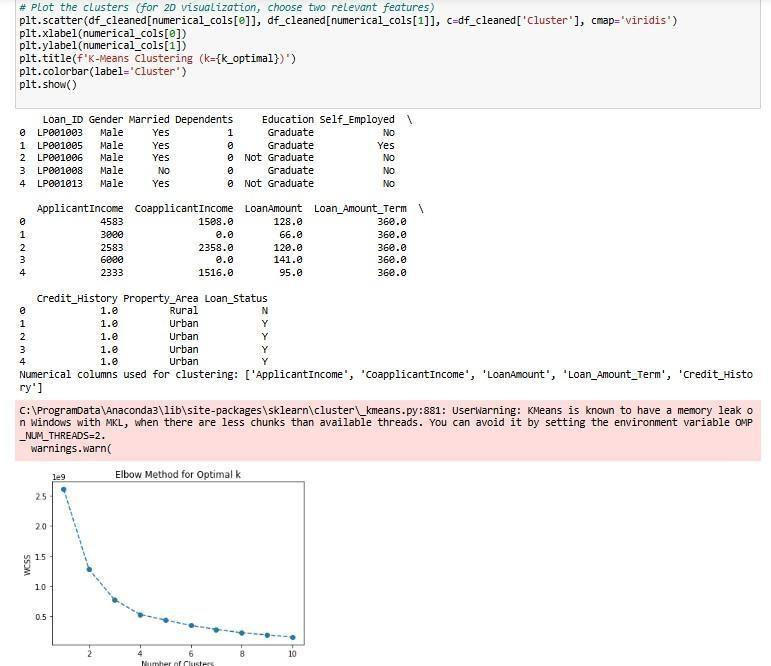 # Plot the clusters (for 2D visualization, choose two relevant features)
plt.scatter(df_cleaned[numerical_cols[0]], df_cleaned[numerical_cols[1]], c=df_cleaned['Cluster'], cmap='viridis')
plt.xlabel(numerical_cols[0])
plt.ylabel(numerical_cols[1])
plt.title(f'K-Means Clustering (k={k_optimal})')
plt.colorbar(label='Cluster')
plt.show()
Loan_ID Gender Married Dependents Education Self_Employed \
0 LP001003 Male Yes 1 Graduate No
1 LP001005 Male Yes 0 Graduate Yes
2 LP001006 Male Yes 0 Not Graduate No
3 LP001008 Male No 0 Graduate No
4 LP001013 Male Yes 0 Not Graduate No
ApplicantIncome CoapplicantIncome LoanAmount Loan_Amount_Term \
0 4583 1508.0 128.0 360.0
1 3000 0.0 66.0 360.0
2 2583 2358.0 120.0 360.0
3 6000 0.0 141.0 360.0
4 2333 1516.0 95.0 360.0
Credit_History Property_Area Loan_Status
0 1.0 Rural N
1 1.0 Urban Y
2 1.0 Urban Y
3 1.0 Urban Y
4 1.0 Urban Y
Numerical columns used for clustering: ['ApplicantIncome', 'CoapplicantIncome', 'LoanAmount', 'Loan_Amount_Term', 'Credit_Histo
ry']
C:\ProgramData\Anaconda3\lib\site-packages\sklearn\cluster\_kmeans.py:881: UserWarning: KMeans is known to have a memory leak o
n Windows with MKL, when there are less chunks than available threads. You can avoid it by setting the environment variable OMP
_NUM_THREADS=2.
warnings.warn(
1e9
Elbow Method for Optimal k
2.5
2.0
1.5
1.0
0.5
WCSS
2 4 6 8 10
Number of Clusters